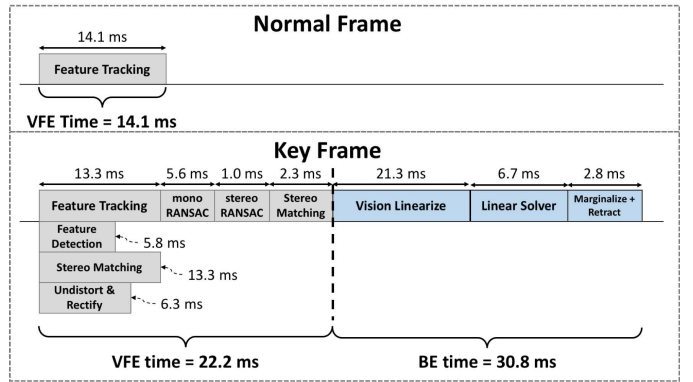 Normal Frame
14.1 ms
Feature Tracking
VFE Time = 14.1 ms
Key Frame
13.3 ms
5.6 ms
1.0 ms
2.3 ms
21.3 ms
6.7 ms
2.8 ms
Feature Tracking
mono
RANSAC
stereo
RANSAC
Stereo
Matching
Vision Linearize
Linear Solver
Marginalize +
Retract
Feature
Detection
5.8 ms
Stereo Matching
13.3 ms
Undistort &
Rectify
6.3 ms
VFE time = 22.2 ms
BE time = 30.8 ms